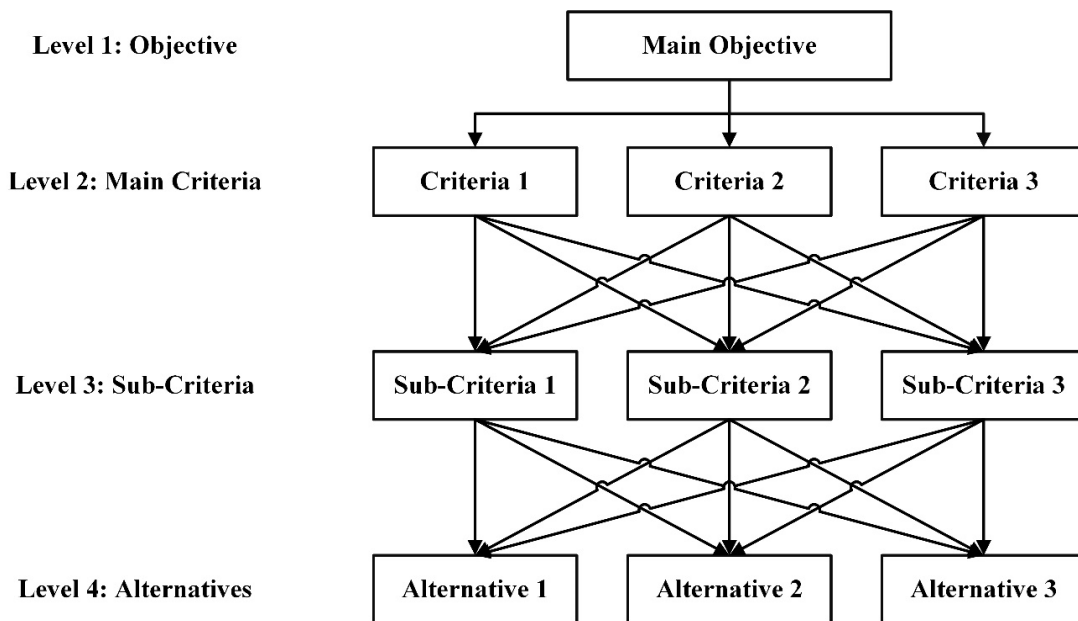 Level 1: Objective
Main Objective
Level 2: Main Criteria
Criteria 1
Criteria 2
Criteria 3
Level 3: Sub-Criteria
Sub-Criteria 1
Sub-Criteria 2
Sub-Criteria 3
Level 4: Alternatives
Alternative 1
Alternative 2
Alternative 3